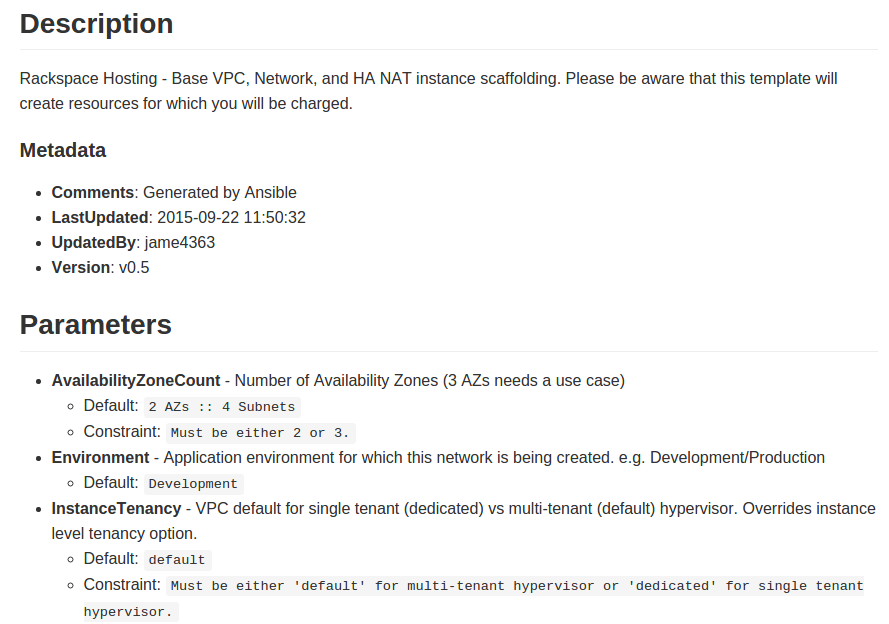 Description
Rackspace Hosting - Base VPC, Network, and HA NAT instance scaffolding. Please be aware that this template will
create resources for which you will be charged.
Metadata
Comments: Generated by Ansible
LastUpdated: 2015-09-22 11:50:32
UpdatedBy: jame4363
Version: v0.5
Parameters
AvailabilityZoneCount - Number of Availability Zones (3 AZs needs a use case)
Default: 2 AZs :: 4 Subnets
Constraint: Must be either 2 or 3.
Environment - Application environment for which this network is being created. e.g. Development/Production
Default: Development
InstanceTenancy - VPC default for single tenant (dedicated) vs multi-tenant (default) hypervisor. Overrides instance
level tenancy option.
Default: default
Constraint: Must be either 'default' for multi-tenant hypervisor or 'dedicated' for single tenant
hypervisor.